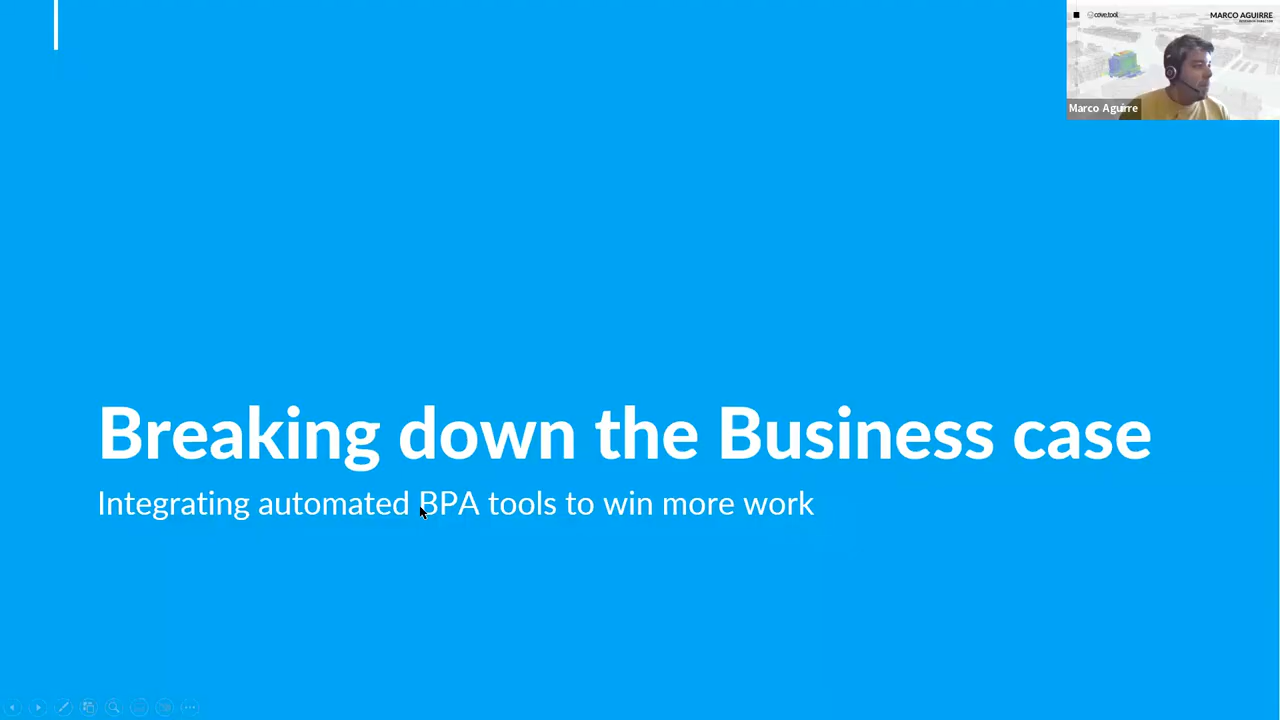 cove.tool
MARCO AGUIRRE
Marco Aguirre
Breaking down the Business case
Integrating automated BPA tools to win more work